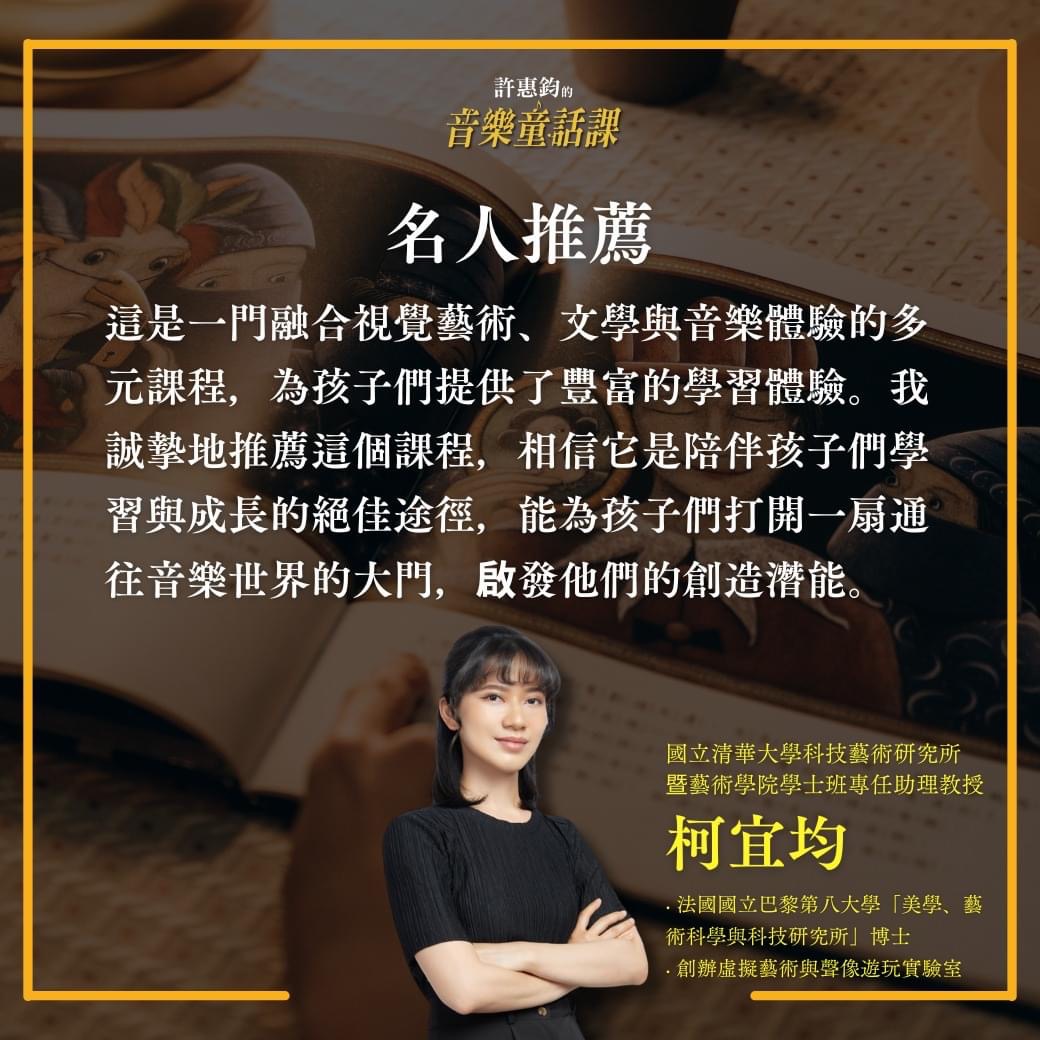 許惠鈞的
音樂童話課
名人推薦
這是一門融合視覺藝術、文學與音樂體驗的多
元課程，為孩子們提供了豐富的學習體驗。我
誠摯地推薦這個課程，相信它是陪伴孩子們學
習與成長的絕佳途徑，能為孩子們打開一扇通
往音樂世界的大門，啟發他們的創造潛能。
國立清華大學科技藝術研究所
暨藝術學院學士班專任助理教授
柯宜均
· 法國國立巴黎第八大學「美學、藝
術科學與科技研究所」博士
· 創辦虛擬藝術與聲像遊玩實驗室